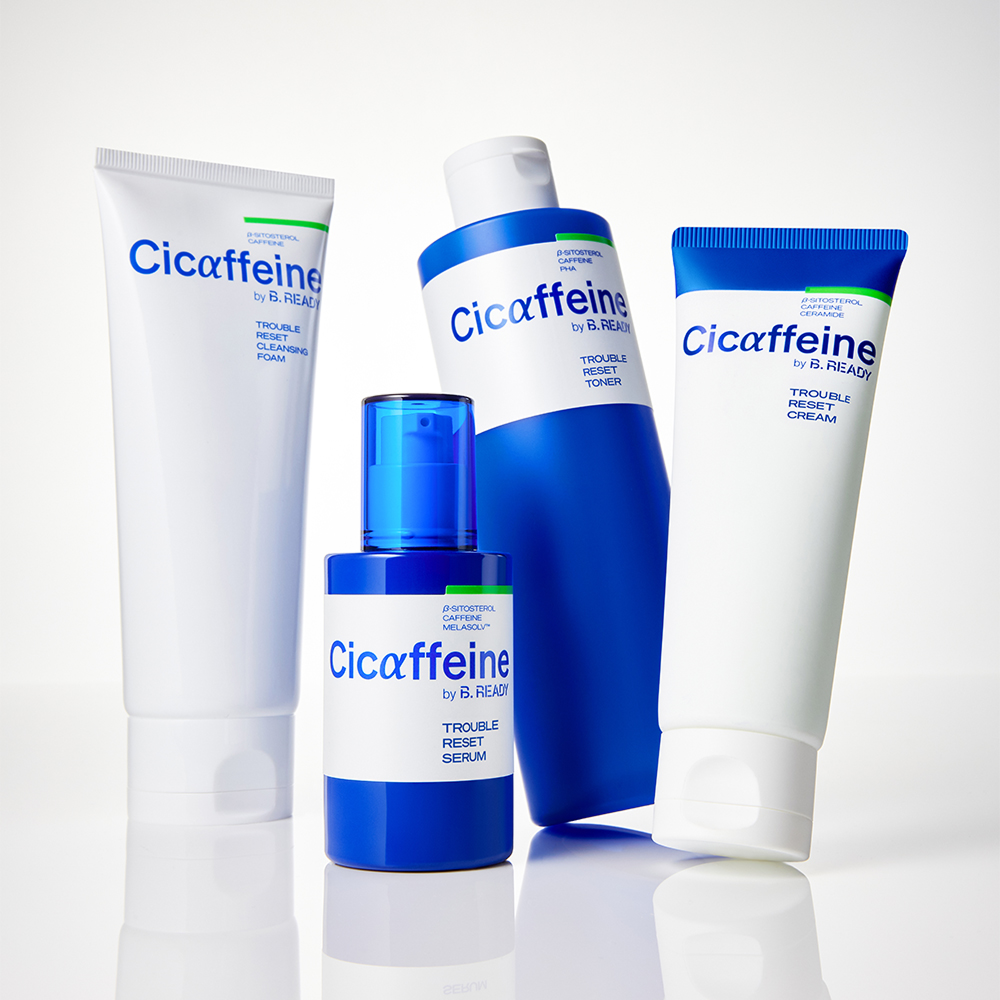 β-SITOSTEROL
CAFFEINE
Cicαffeine
by B. READY
TROUBLE
RESET
CLEANSING
FOAM
β-SITOSTEROL
CAFFEINE
MELASOLV™
Cicαffeine
by B. READY
TROUBLE
RESET
SERUM
β-SITOSTEROL
CAFFEINE
PHA
Cicαffeine
by B. READY
TROUBLE
RESET
TONER
β-SITOSTEROL
CAFFEINE
CERAMIDE
Cicαffeine
by B. READY
TROUBLE
RESET
CREAM